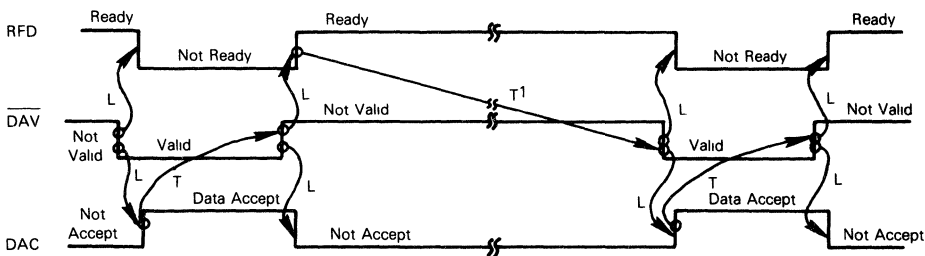 Ready
Ready
Ready
RFD
Not Ready
Not Ready
L
L
T1
L
L
DAV
Not Valid
Not Valid
Not
Valid
Valid
Valid
L
T
L
L
T
L
Not
Accept
Data Accept
Data Accept
DAC
Not Accept
Not Accept